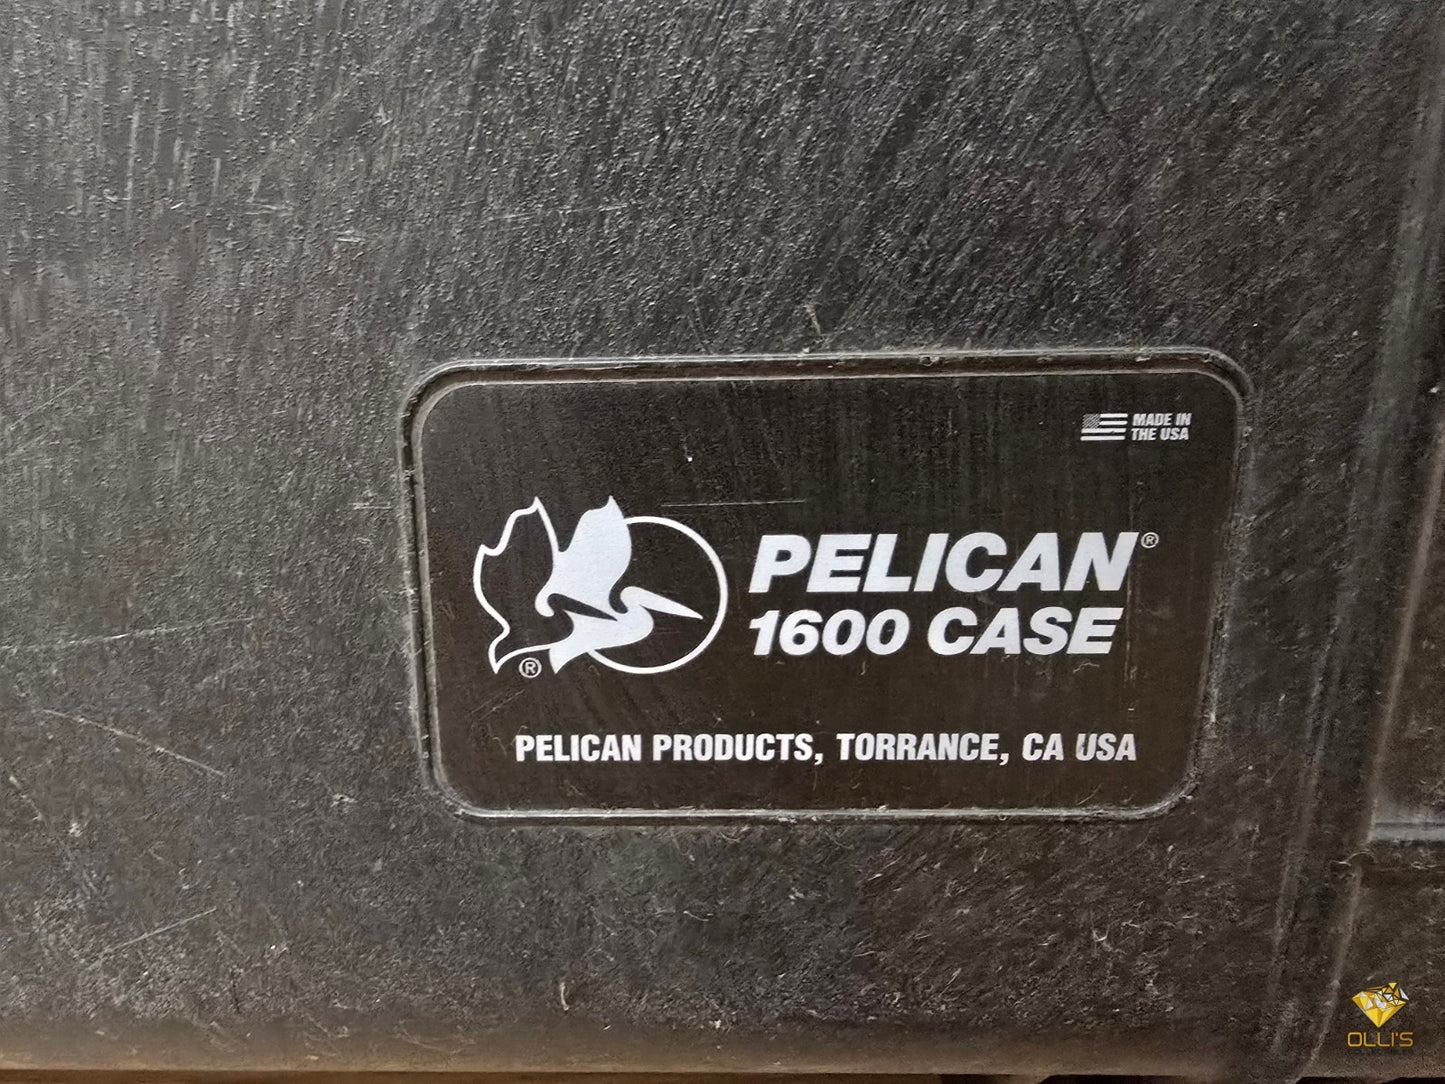 MADE IN
THE USA
PELICAN®
1600 CASE
®
PELICAN PRODUCTS, TORRANCE, CA USA
OLLI'S